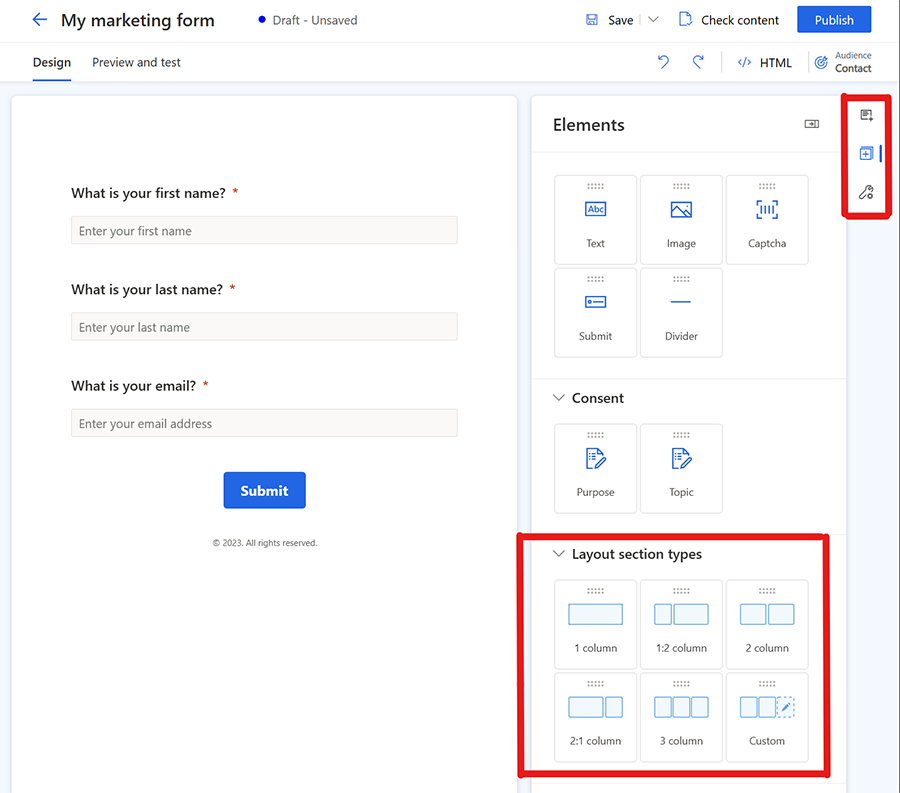 My marketing form
Draft - Unsaved
Save
Check content
Publish
Design
Preview and test
HTML
Audience
Contact
What is your first name? *
Enter your first name
What is your last name? *
Enter your last name
What is your email? *
Enter your email address
Submit
© 2023. All rights reserved.
Elements
Abc
Text
Image
Captcha
Submit
Divider
Consent
Purpose
Topic
Layout section types
1 column
1:2 column
2 column
2:1 column
3 column
Custom